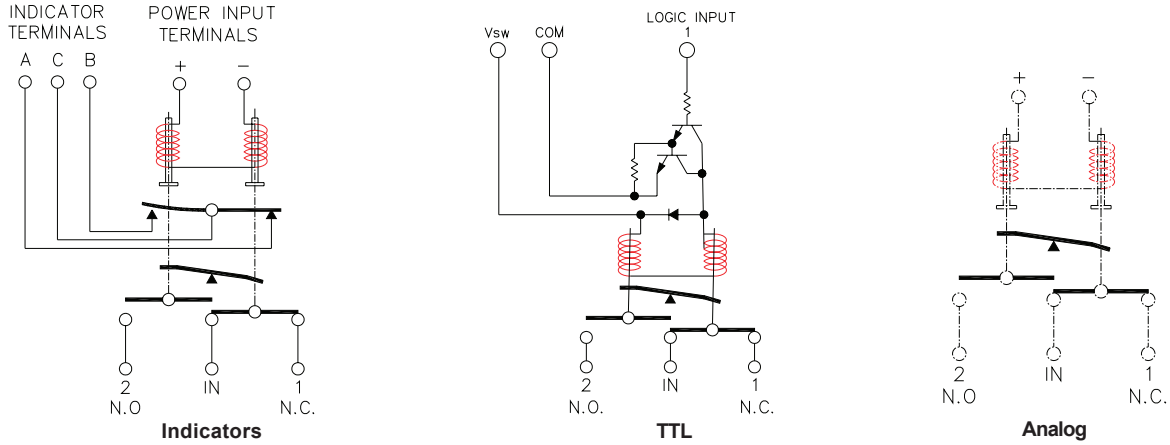 INDICATOR
TERMINALS
A C B
POWER INPUT
TERMINALS
+ −
2
N.O
IN
1
N.C.
Indicators
Vsw
COM
LOGIC INPUT
1
2
N.O.
IN
1
N.C.
TTL
+ −
2
N.O
IN
1
N.C.
Analog